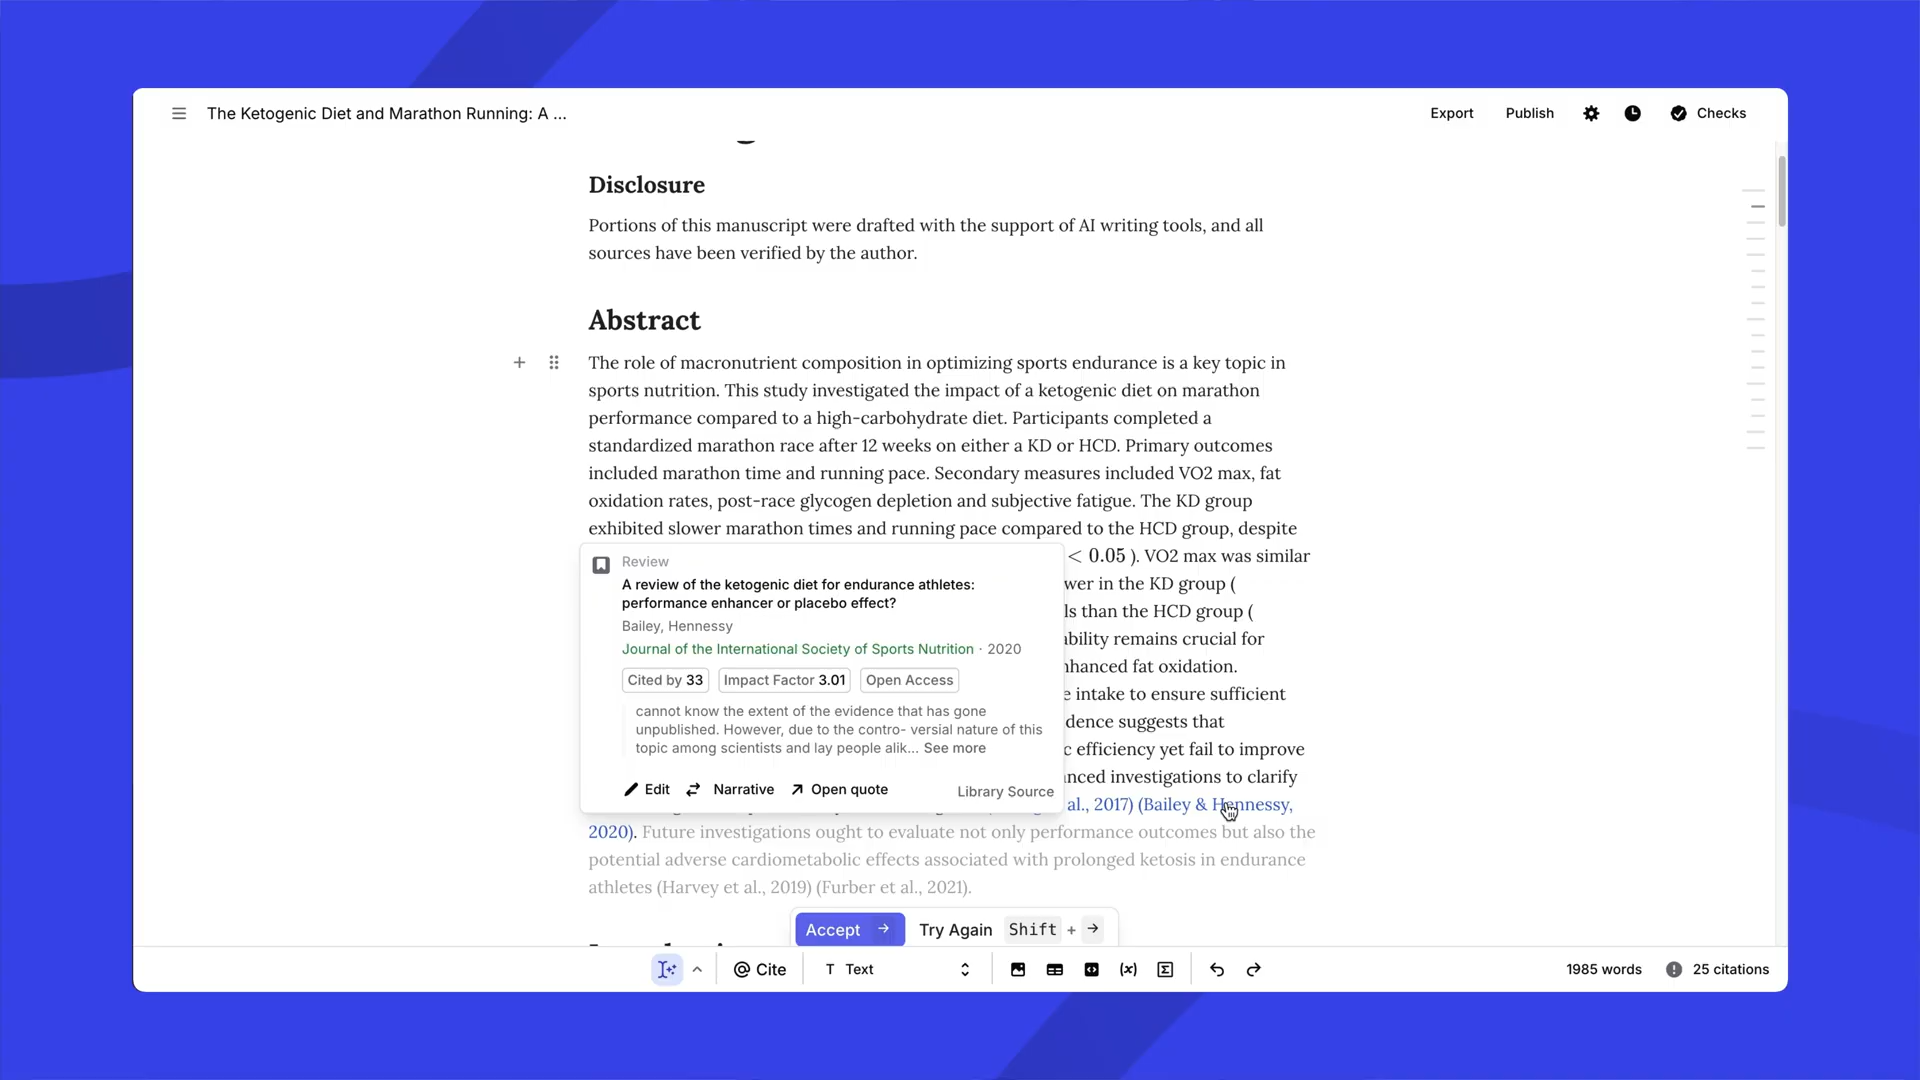 The Ketogenic Diet and Marathon Running: A ...
Export
Publish
Checks
Disclosure
Portions of this manuscript were drafted with the support of AI writing tools, and all
sources have been verified by the author.
Abstract
The role of macronutrient composition in optimizing sports endurance is a key topic in
sports nutrition. This study investigated the impact of a ketogenic diet on marathon
performance compared to a high-carbohydrate diet. Participants completed a
standardized marathon race after 12 weeks on either a KD or HCD. Primary outcomes
included marathon time and running pace. Secondary measures included VO2 max, fat
oxidation rates, post-race glycogen depletion and subjective fatigue. The KD group
exhibited slower marathon times and running pace compared to the HCD group, despite
< 0.05 ). VO2 max was similar
wer in the KD group (
ls than the HCD group (
ability remains crucial for
nhanced fat oxidation.
e intake to ensure sufficient
dence suggests that
c efficiency yet fail to improve
nced investigations to clarify
al., 2017) (Bailey & Hennessy,
2020). Future investigations ought to evaluate not only performance outcomes but also the
potential adverse cardiometabolic effects associated with prolonged ketosis in endurance
athletes (Harvey et al., 2019) (Furber et al., 2021).
Review
A review of the ketogenic diet for endurance athletes:
performance enhancer or placebo effect?
Bailey, Hennessy
Journal of the International Society of Sports Nutrition · 2020
Cited by 33
Impact Factor 3.01
Open Access
cannot know the extent of the evidence that has gone
unpublished. However, due to the contro- versial nature of this
topic among scientists and lay people alik... See more
Edit
Narrative
Open quote
Library Source
Accept →
Try Again Shift + →
@ Cite
T Text
1985 words
25 citations